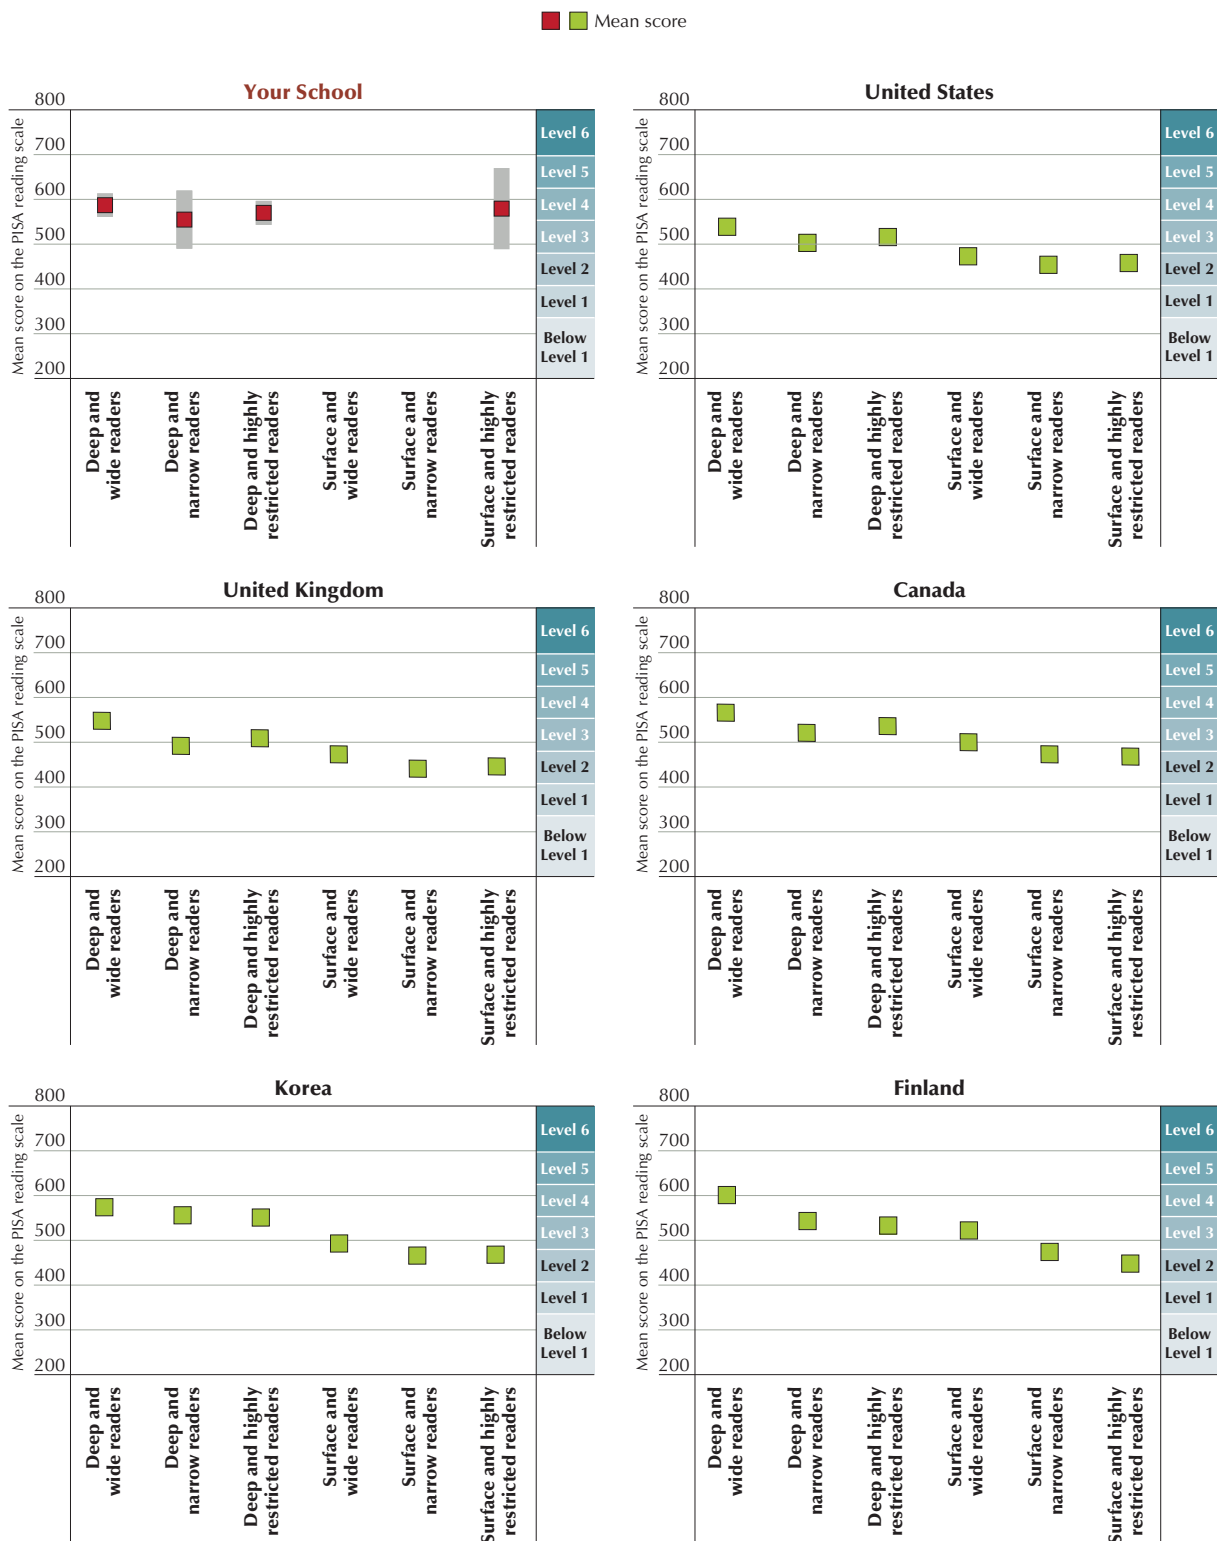 Mean score
Your School
Mean score on the PISA reading scale
800
700
600
500
400
300
200
Level 6
Level 5
Level 4
Level 3
Level 2
Level 1
Below
Level 1
Deep and
wide readers
Deep and
narrow readers
Deep and highly
restricted readers
Surface and
wide readers
Surface and
narrow readers
Surface and highly
restricted readers
United States
Mean score on the PISA reading scale
800
700
600
500
400
300
200
Level 6
Level 5
Level 4
Level 3
Level 2
Level 1
Below
Level 1
Deep and
wide readers
Deep and
narrow readers
Deep and highly
restricted readers
Surface and
wide readers
Surface and
narrow readers
Surface and highly
restricted readers
United Kingdom
Mean score on the PISA reading scale
800
700
600
500
400
300
200
Level 6
Level 5
Level 4
Level 3
Level 2
Level 1
Below
Level 1
Deep and
wide readers
Deep and
narrow readers
Deep and highly
restricted readers
Surface and
wide readers
Surface and
narrow readers
Surface and highly
restricted readers
Canada
Mean score on the PISA reading scale
800
700
600
500
400
300
200
Level 6
Level 5
Level 4
Level 3
Level 2
Level 1
Below
Level 1
Deep and
wide readers
Deep and
narrow readers
Deep and highly
restricted readers
Surface and
wide readers
Surface and
narrow readers
Surface and highly
restricted readers
Korea
Mean score on the PISA reading scale
800
700
600
500
400
300
200
Level 6
Level 5
Level 4
Level 3
Level 2
Level 1
Below
Level 1
Deep and
wide readers
Deep and
narrow readers
Deep and highly
restricted readers
Surface and
wide readers
Surface and
narrow readers
Surface and highly
restricted readers
Finland
Mean score on the PISA reading scale
800
700
600
500
400
300
200
Level 6
Level 5
Level 4
Level 3
Level 2
Level 1
Below
Level 1
Deep and
wide readers
Deep and
narrow readers
Deep and highly
restricted readers
Surface and
wide readers
Surface and
narrow readers
Surface and highly
restricted readers